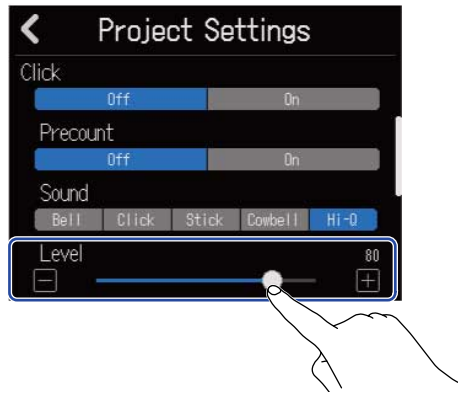 Project Settings
Click
Off On
Precount
Off On
Sound
Bell Click Stick Cowbell Hi-Q
Level 80